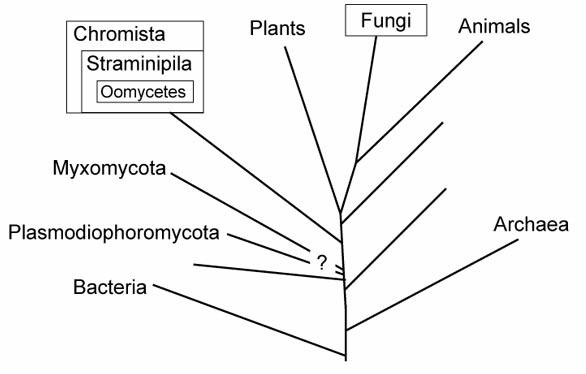 Chromista
Straminipila
Oomycetes
Plants
Fungi
Animals
Myxomycota
Plasmodiophoromycota
?
Archaea
Bacteria